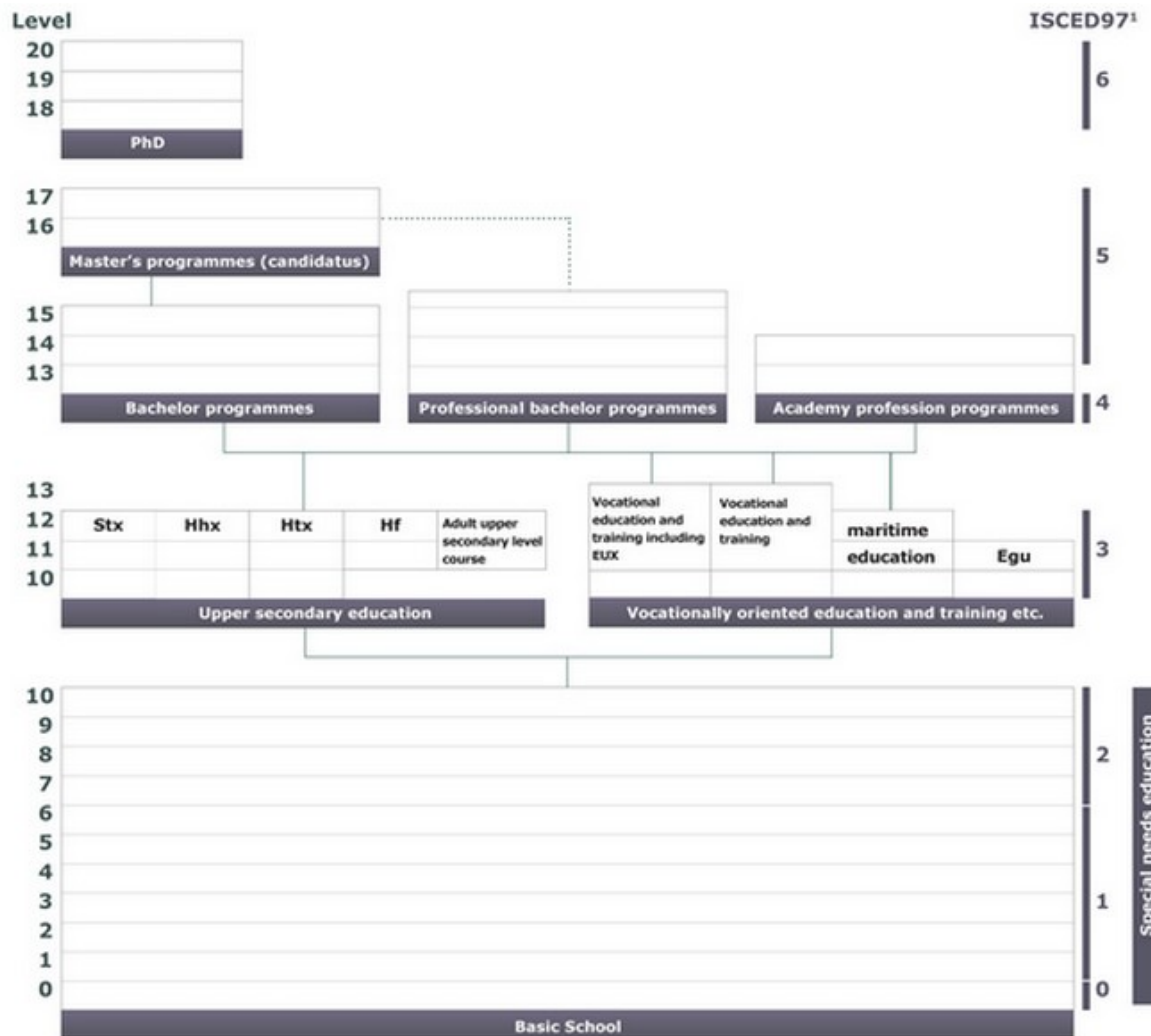 Level
ISCED97¹
20
19
18
6
PhD
17
16
5
Master's programmes (candidatus)
15
14
13
Bachelor programmes
Professional bachelor programmes
Academy profession programmes
4
13
12
11
10
Stx
Hhx
Htx
Hf
Adult upper
secondary level
course
Vocational
education and
training including
EUX
Vocational
education and
training
maritime
education
Egu
3
Upper secondary education
Vocationally oriented education and training etc.
10
9
8
7
6
5
4
3
2
1
0
2
1
0
Special needs education
Basic School